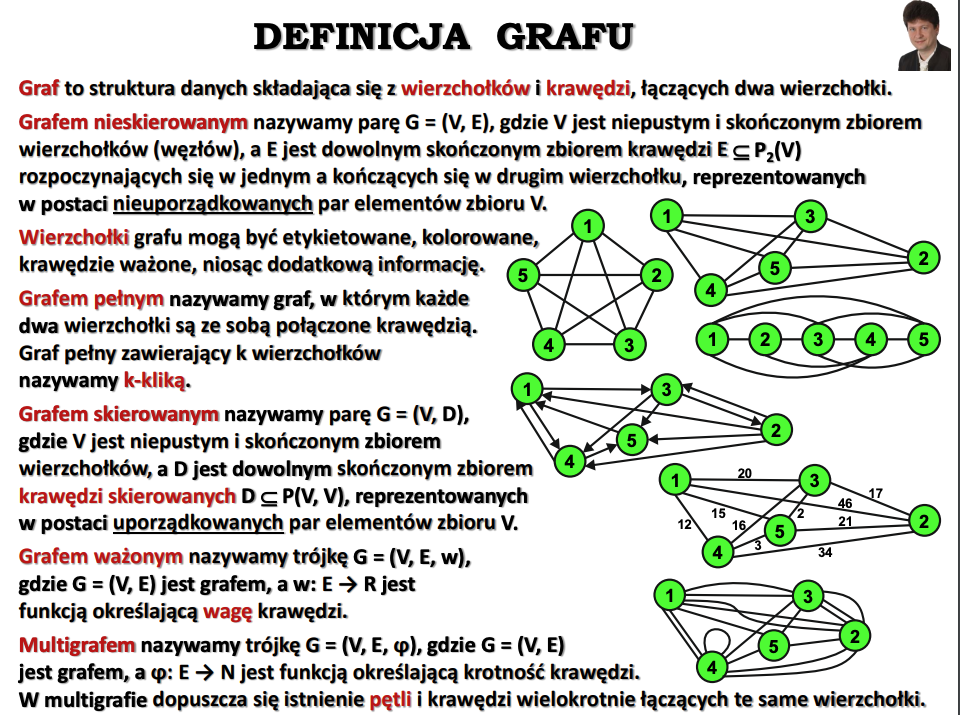 DEFINICJA GRAFU
Graf to struktura danych składająca się z wierzchołków i krawędzi, łączących dwa wierzchołki.
Grafem nieskierowanym nazywamy parę G = (V, E), gdzie V jest niepustym i skończonym zbiorem
wierzchołków (węzłów), a E jest dowolnym skończonym zbiorem krawędzi E ⊆ P₂(V)
rozpoczynających się w jednym a kończących się w drugim wierzchołku, reprezentowanych
w postaci nieuporządkowanych par elementów zbioru V.
Wierzchołki grafu mogą być etykietowane, kolorowane,
krawędzie ważone, niosąc dodatkową informację.
Grafem pełnym nazywamy graf, w którym każde
dwa wierzchołki są ze sobą połączone krawędzią.
Graf pełny zawierający k wierzchołków
nazywamy k-kliką.
Grafem skierowanym nazywamy parę G = (V, D),
gdzie V jest niepustym i skończonym zbiorem
wierzchołków, a D jest dowolnym skończonym zbiorem
krawędzi skierowanych D ⊆ P(V, V), reprezentowanych
w postaci uporządkowanych par elementów zbioru V.
Grafem ważonym nazywamy trójkę G = (V, E, w),
gdzie G = (V, E) jest grafem, a w: E → R jest
funkcją określającą wagę krawędzi.
Multigrafem nazywamy trójkę G = (V, E, φ), gdzie G = (V, E)
jest grafem, a φ: E → N jest funkcją określającą krotność krawędzi.
W multigrafie dopuszcza się istnienie pętli i krawędzi wielokrotnie łączących te same wierzchołki.
1
5 2
4 3
1 3
2
5
4
1 2 3 4 5
1 3
2
5
4
1 20 3
17
46
15 2 21 2
12 16 5
4 3
34
1 3
2
5
4